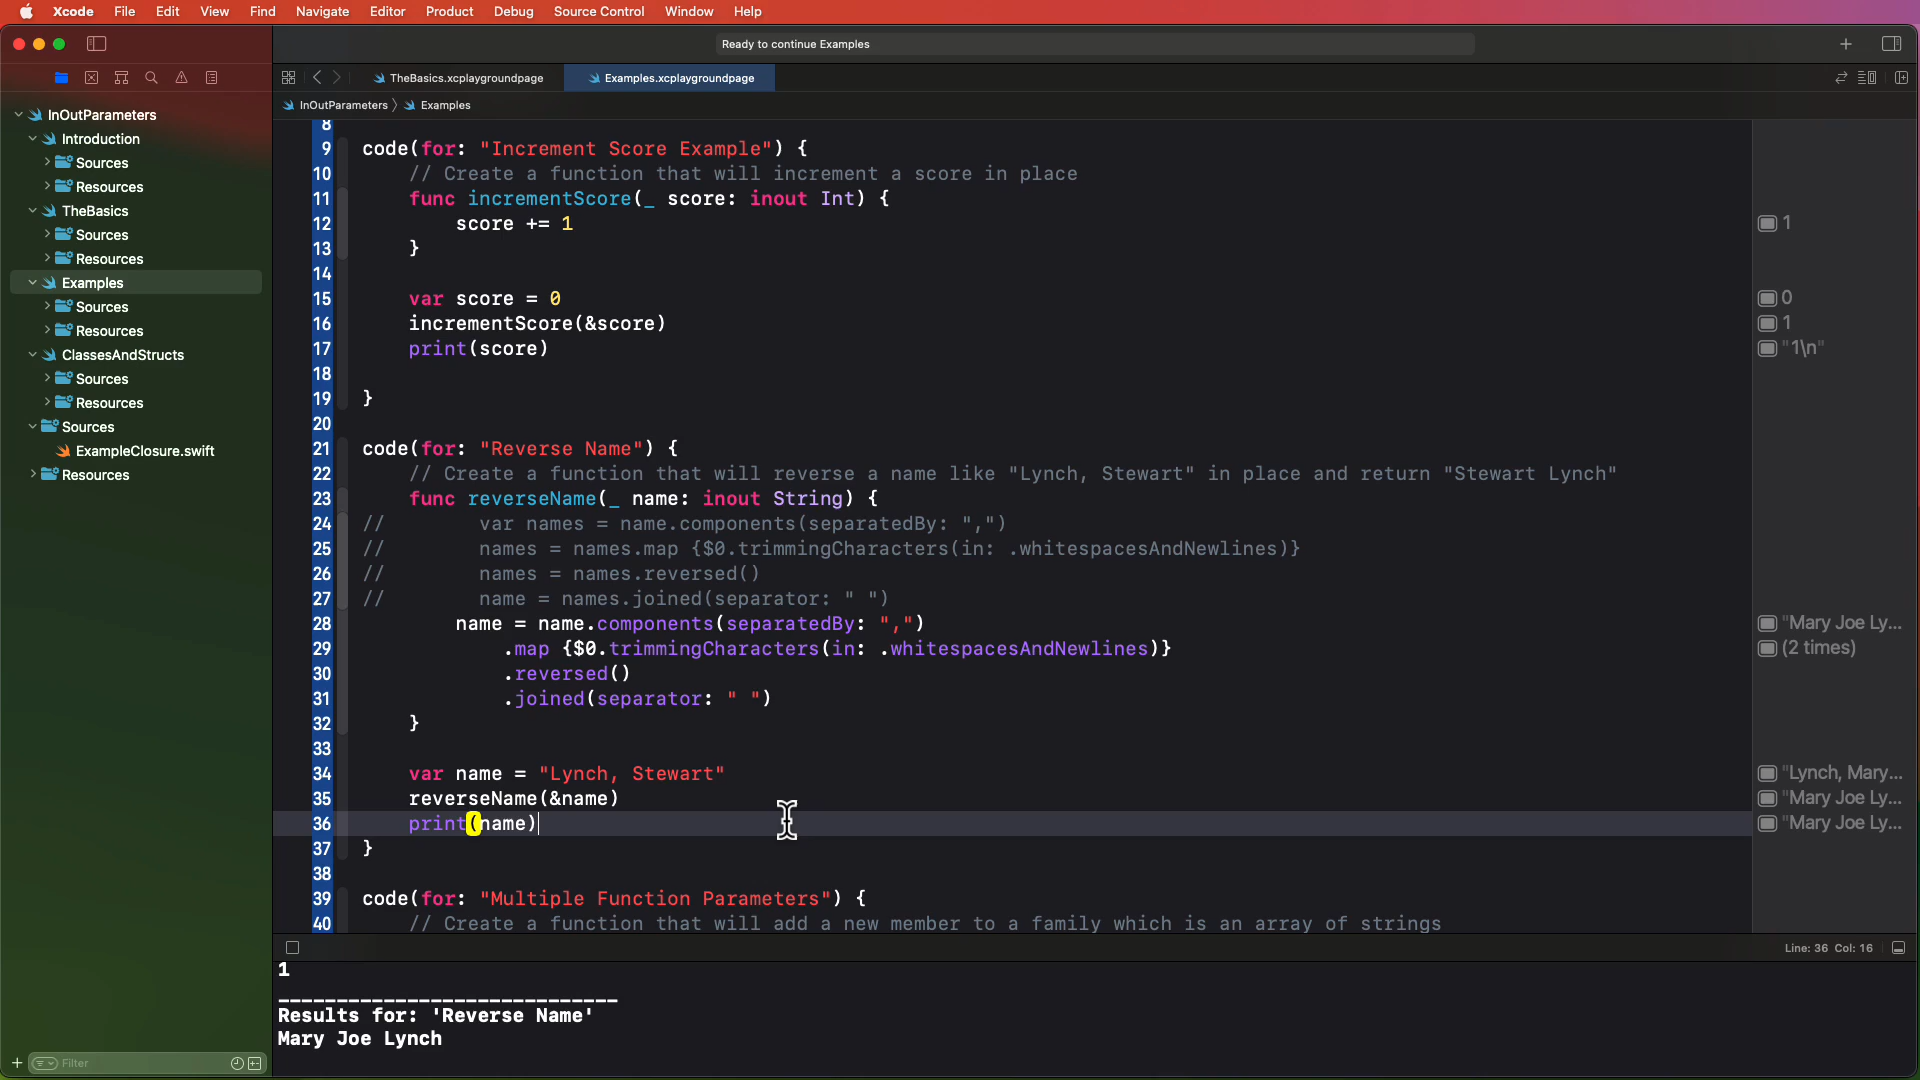 Xcode File Edit View Find Navigate Editor Product Debug Source Control Window Help
Ready to continue Examples
TheBasics.xcplaygroundpage
Examples.xcplaygroundpage
InOutParameters
Examples
InOutParameters
Introduction
Sources
Resources
TheBasics
Sources
Resources
Examples
Sources
Resources
ClassesAndStructs
Sources
Resources
Sources
ExampleClosure.swift
Resources
Filter
8
9 code(for: "Increment Score Example") {
10 // Create a function that will increment a score in place
11 func incrementScore(_ score: inout Int) {
12 score += 1
1
13 }
14
15 var score = 0
0
16 incrementScore(&score)
1
17 print(score)
"1\n"
18
19 }
20
21 code(for: "Reverse Name") {
22 // Create a function that will reverse a name like "Lynch, Stewart" in place and return "Stewart Lynch"
23 func reverseName(_ name: inout String) {
24 // var names = name.components(separatedBy: ",")
25 // names = names.map {$0.trimmingCharacters(in: .whitespacesAndNewlines)}
26 // names = names.reversed()
27 // name = names.joined(separator: " ")
28 name = name.components(separatedBy: ",")
"Mary Joe Ly...
29 .map {$0.trimmingCharacters(in: .whitespacesAndNewlines)}
(2 times)
30 .reversed()
31 .joined(separator: " ")
32 }
33
34 var name = "Lynch, Stewart"
"Lynch, Mary...
35 reverseName(&name)
"Mary Joe Ly...
36 print(name)
"Mary Joe Ly...
37 }
38
39 code(for: "Multiple Function Parameters") {
40 // Create a function that will add a new member to a family which is an array of strings
Line: 36 Col: 16
1
_____________________________
Results for: 'Reverse Name'
Mary Joe Lynch